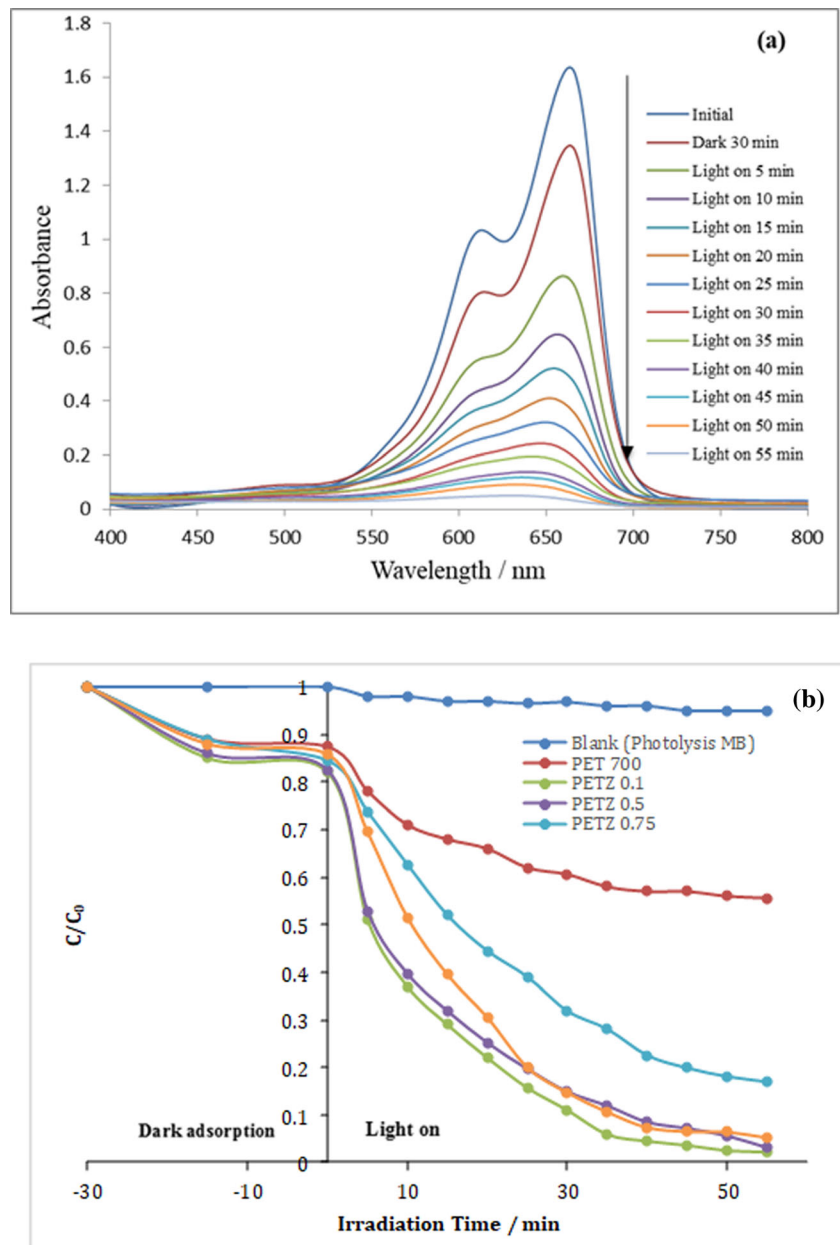 (a)
1.8
1.6
1.4
1.2
1
0.8
0.6
0.4
0.2
0
Absorbance
400 450 500 550 600 650 700 750 800
Wavelength / nm
Initial
Dark 30 min
Light on 5 min
Light on 10 min
Light on 15 min
Light on 20 min
Light on 25 min
Light on 30 min
Light on 35 min
Light on 40 min
Light on 45 min
Light on 50 min
Light on 55 min
(b)
1
0.9
0.8
0.7
0.6
0.5
0.4
0.3
0.2
0.1
0
C/C₀
Blank (Photolysis MB)
PET 700
PETZ 0.1
PETZ 0.5
PETZ 0.75
Dark adsorption
Light on
-30 -10 10 30 50
Irradiation Time / min